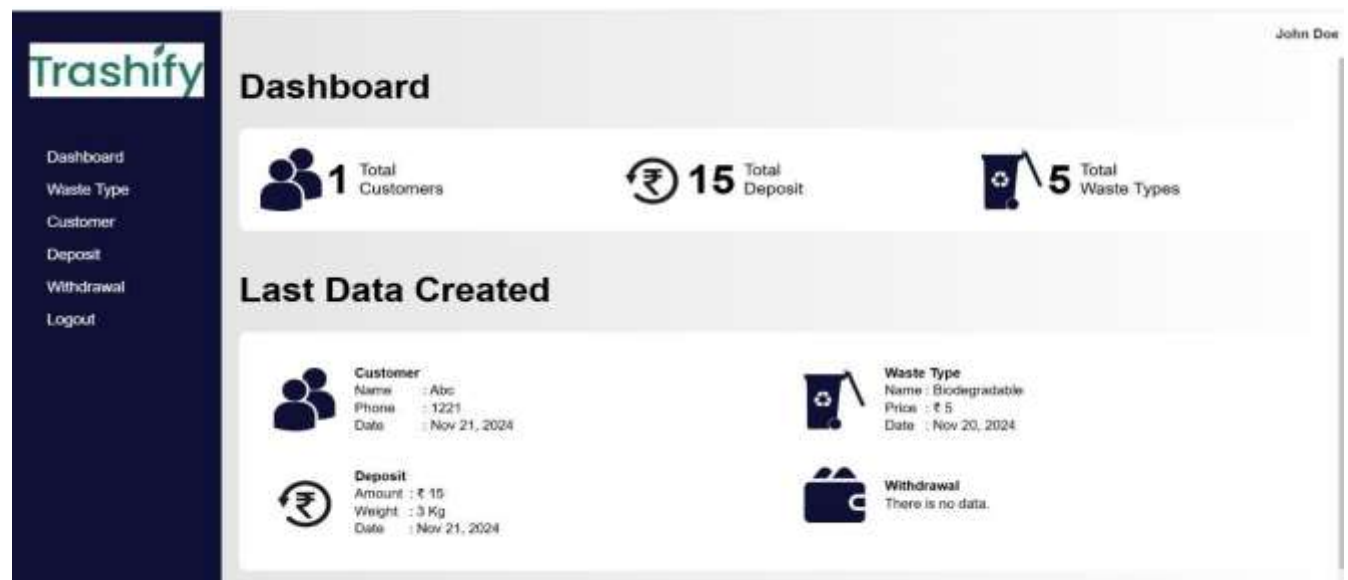 John Doe
Trashify
Dashboard
Waste Type
Customer
Deposit
Withdrawal
Logout
Dashboard
1 Total Customers
₹ 15 Total Deposit
5 Total Waste Types
Last Data Created
Customer
Name : Abc
Phone : 1221
Date : Nov 21, 2024
Waste Type
Name : Biodegradable
Price : ₹ 5
Date : Nov 20, 2024
₹
Deposit
Amount : ₹ 15
Weight : 3 Kg
Date : Nov 21, 2024
Withdrawal
There is no data.